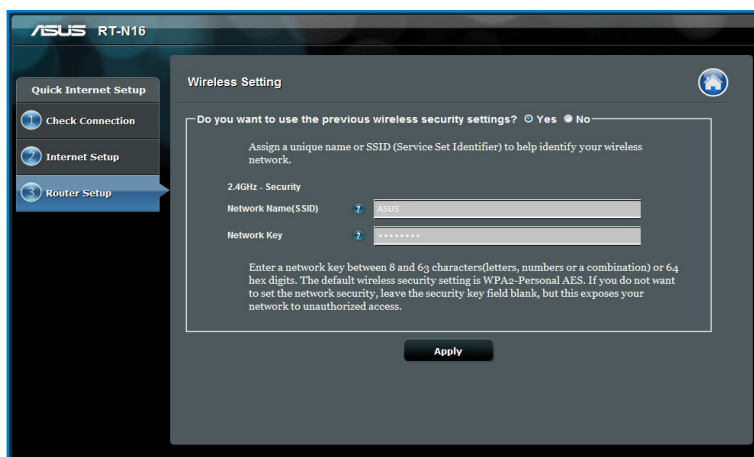 ASUS RT-N16
Quick Internet Setup
1 Check Connection
2 Internet Setup
3 Router Setup
Wireless Setting
Do you want to use the previous wireless security settings? Yes No
Assign a unique name or SSID (Service Set Identifier) to help identify your wireless
network.
2.4GHz - Security
Network Name(SSID) ? ASUS
Network Key ? ••••••••
Enter a network key between 8 and 63 characters(letters, numbers or a combination) or 64
hex digits. The default wireless security setting is WPA2-Personal AES. If you do not want
to set the network security, leave the security key field blank, but this exposes your
network to unauthorized access.
Apply